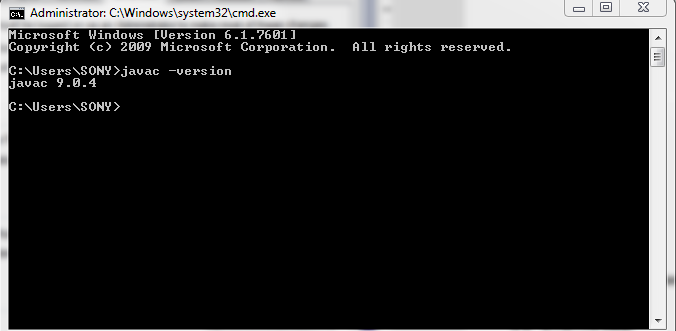 Administrator: C:\Windows\system32\cmd.exe
Microsoft Windows [Version 6.1.7601]
Copyright (c) 2009 Microsoft Corporation.  All rights reserved.
C:\Users\SONY>javac -version
javac 9.0.4
C:\Users\SONY>